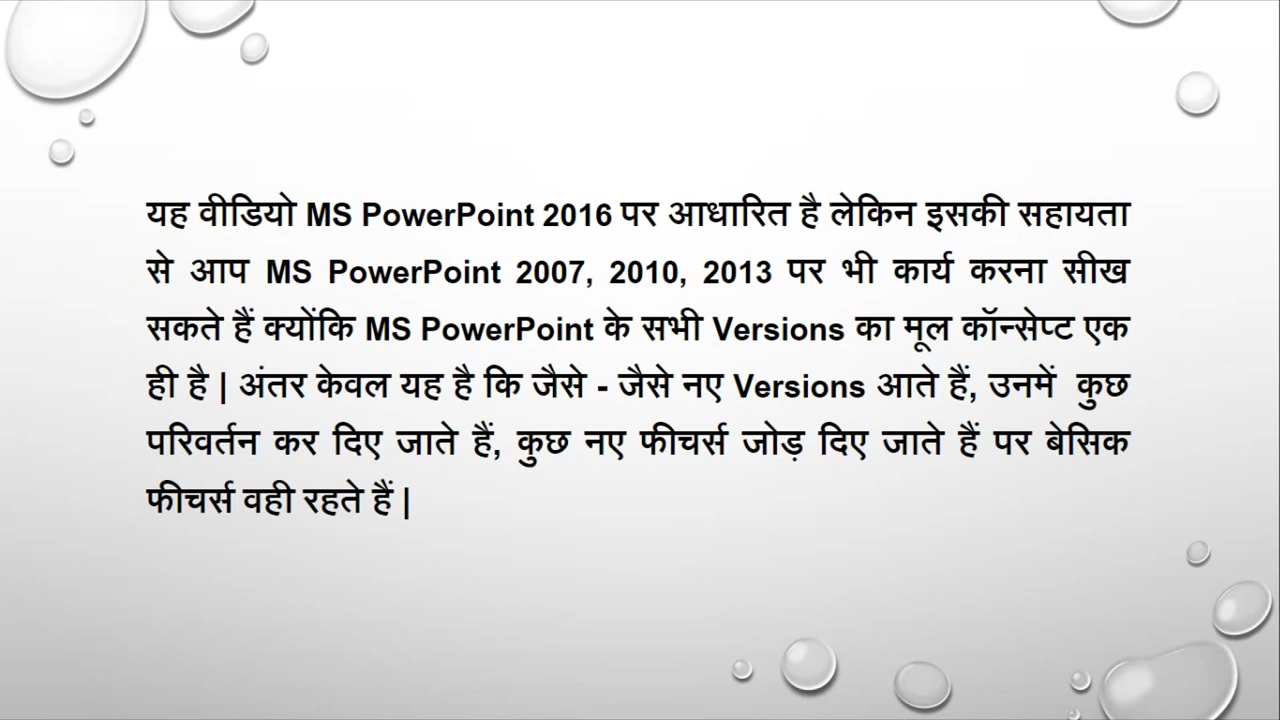 यह वीडियो MS PowerPoint 2016 पर आधारित है लेकिन इसकी सहायता
से आप MS PowerPoint 2007, 2010, 2013 पर भी कार्य करना सीख
सकते हैं क्योंकि MS PowerPoint के सभी Versions का मूल कॉन्सेप्ट एक
ही है | अंतर केवल यह है कि जैसे - जैसे नए Versions आते हैं, उनमें कुछ
परिवर्तन कर दिए जाते हैं, कुछ नए फीचर्स जोड़ दिए जाते हैं पर बेसिक
फीचर्स वही रहते हैं |